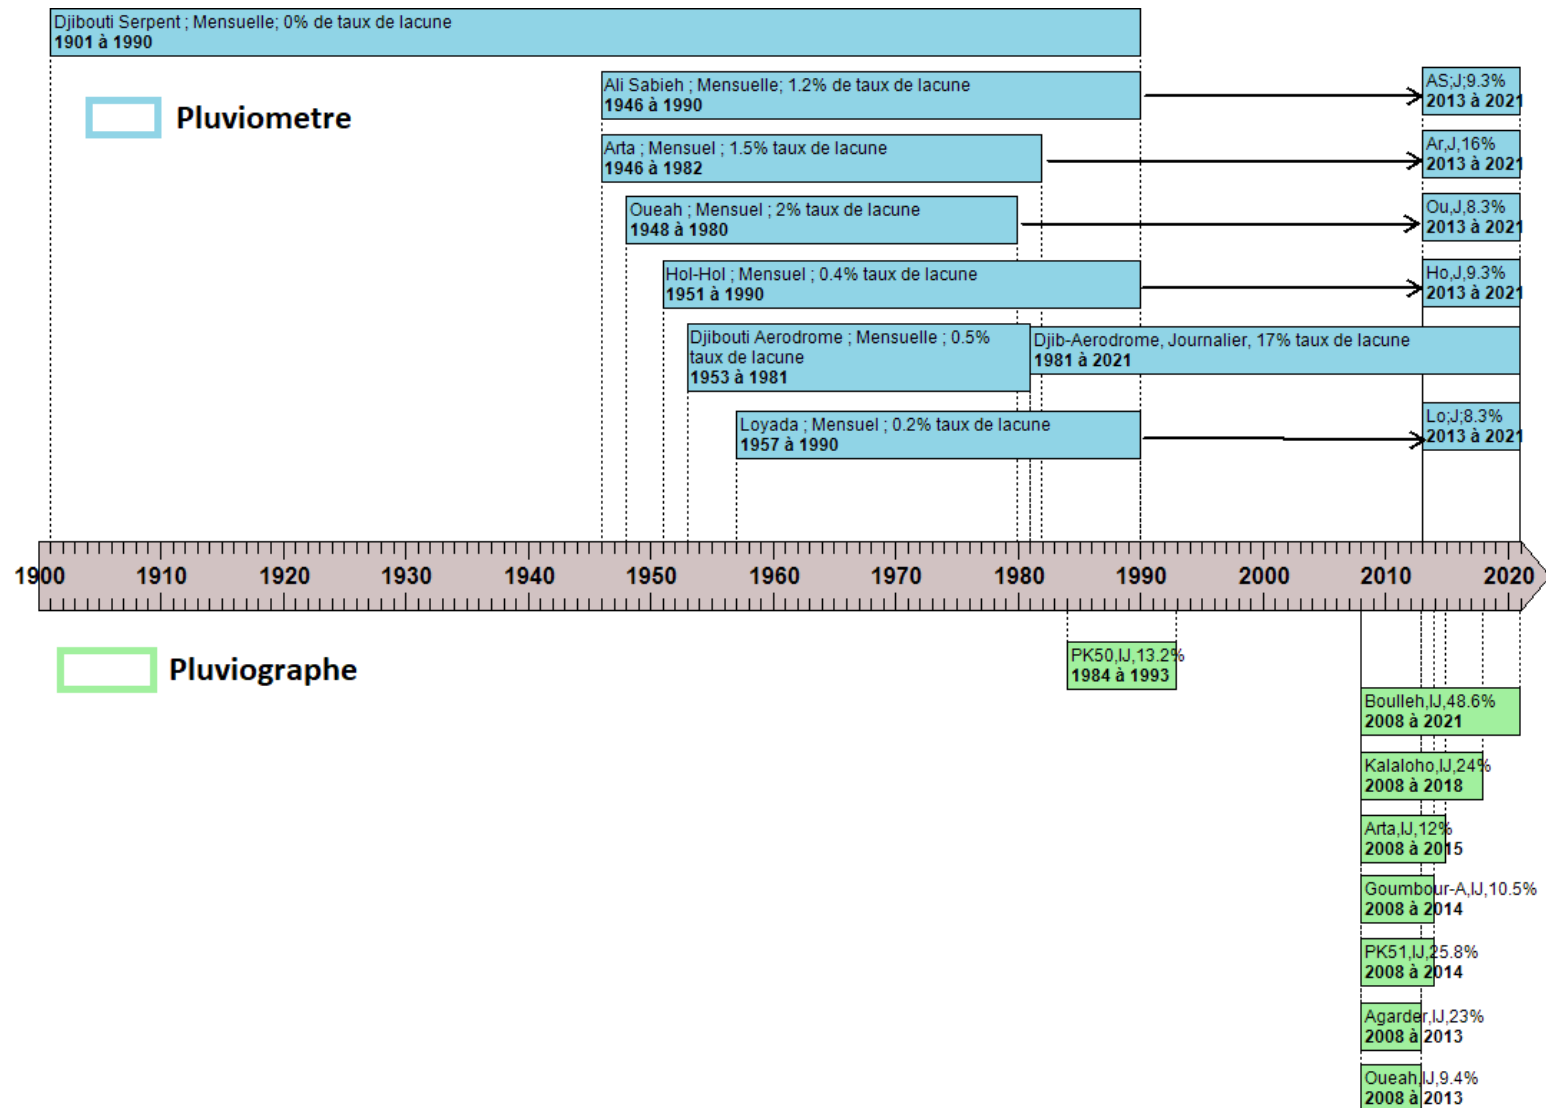 Djibouti Serpent ; Mensuelle; 0% de taux de lacune
1901 à 1990
Ali Sabieh ; Mensuelle; 1.2% de taux de lacune
1946 à 1990
AS;J;9.3%
2013 à 2021
Pluviometre
Arta ; Mensuel ; 1.5% taux de lacune
1946 à 1982
Ar,J,16%
2013 à 2021
Oueah ; Mensuel ; 2% taux de lacune
1948 à 1980
Ou,J,8.3%
2013 à 2021
Hol-Hol ; Mensuel ; 0.4% taux de lacune
1951 à 1990
Ho,J,9.3%
2013 à 2021
Djibouti Aerodrome ; Mensuelle ; 0.5%
taux de lacune
1953 à 1981
Djib-Aerodrome, Journalier, 17% taux de lacune
1981 à 2021
Loyada ; Mensuel ; 0.2% taux de lacune
1957 à 1990
Lo;J;8.3%
2013 à 2021
1900 1910 1920 1930 1940 1950 1960 1970 1980 1990 2000 2010 2020
Pluviographe
PK50,IJ,13.2%
1984 à 1993
Boulleh,IJ,48.6%
2008 à 2021
Kalaloho,IJ,24%
2008 à 2018
Arta,IJ,12%
2008 à 2015
Goumbour-A,IJ,10.5%
2008 à 2014
PK51,IJ,25.8%
2008 à 2014
Agarder,IJ,23%
2008 à 2013
Oueah,IJ,9.4%
2008 à 2013